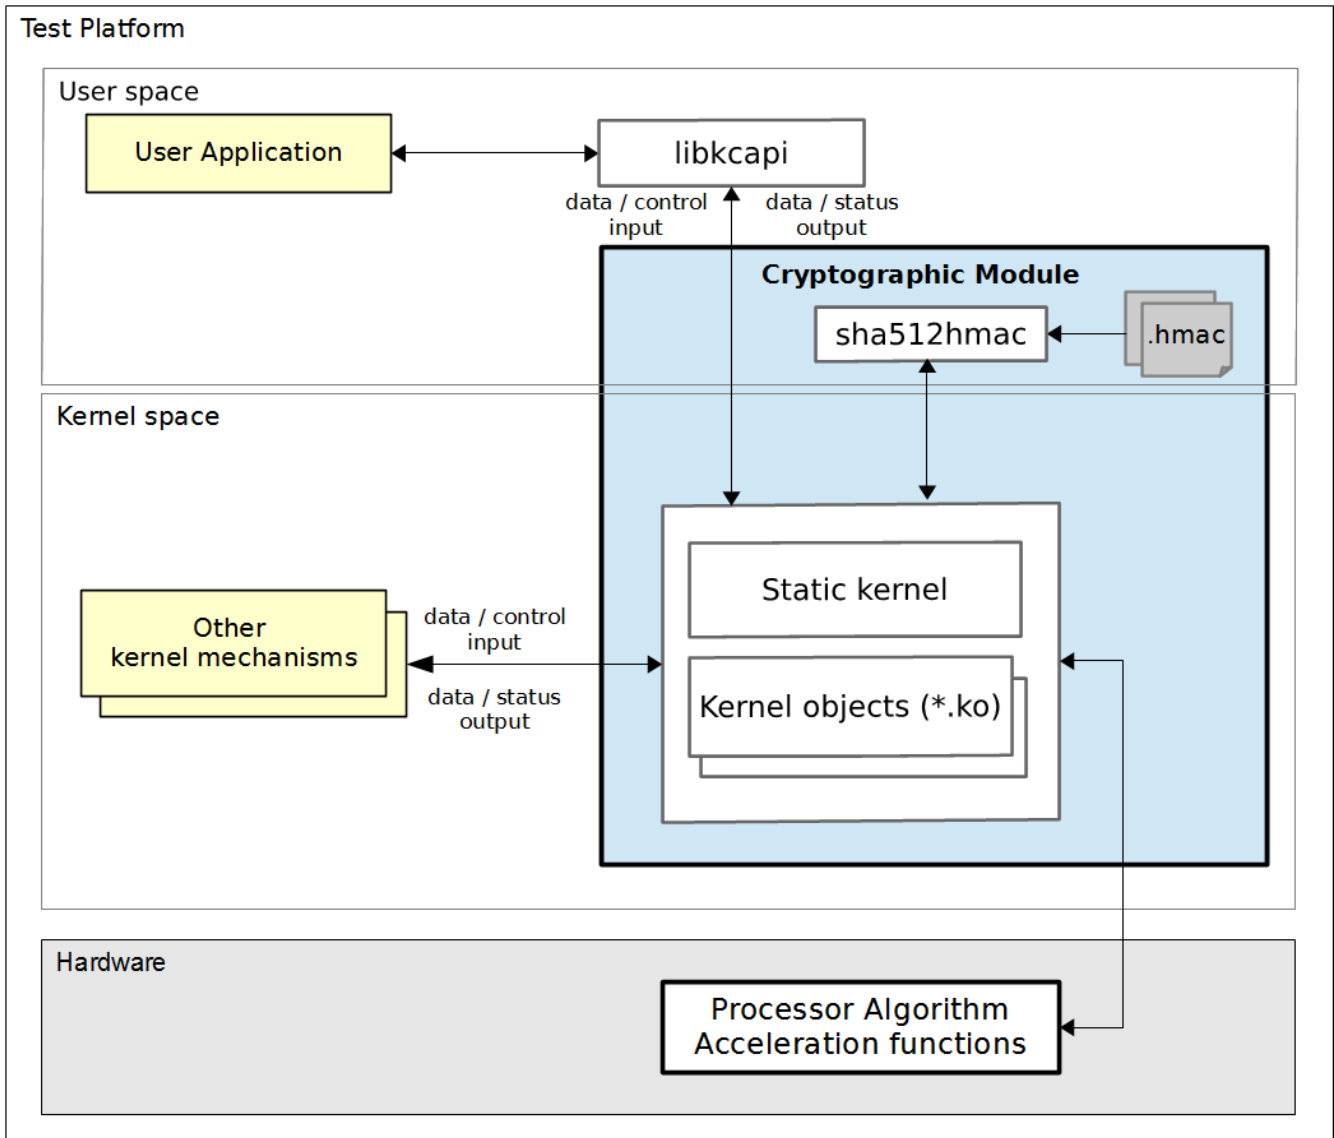 Test Platform
User space
User Application
libkcapi
data / control
input
data / status
output
Cryptographic Module
sha512hmac
.hmac
Kernel space
Static kernel
Other
kernel mechanisms
data / control
input
data / status
output
Kernel objects (*.ko)
Hardware
Processor Algorithm
Acceleration functions